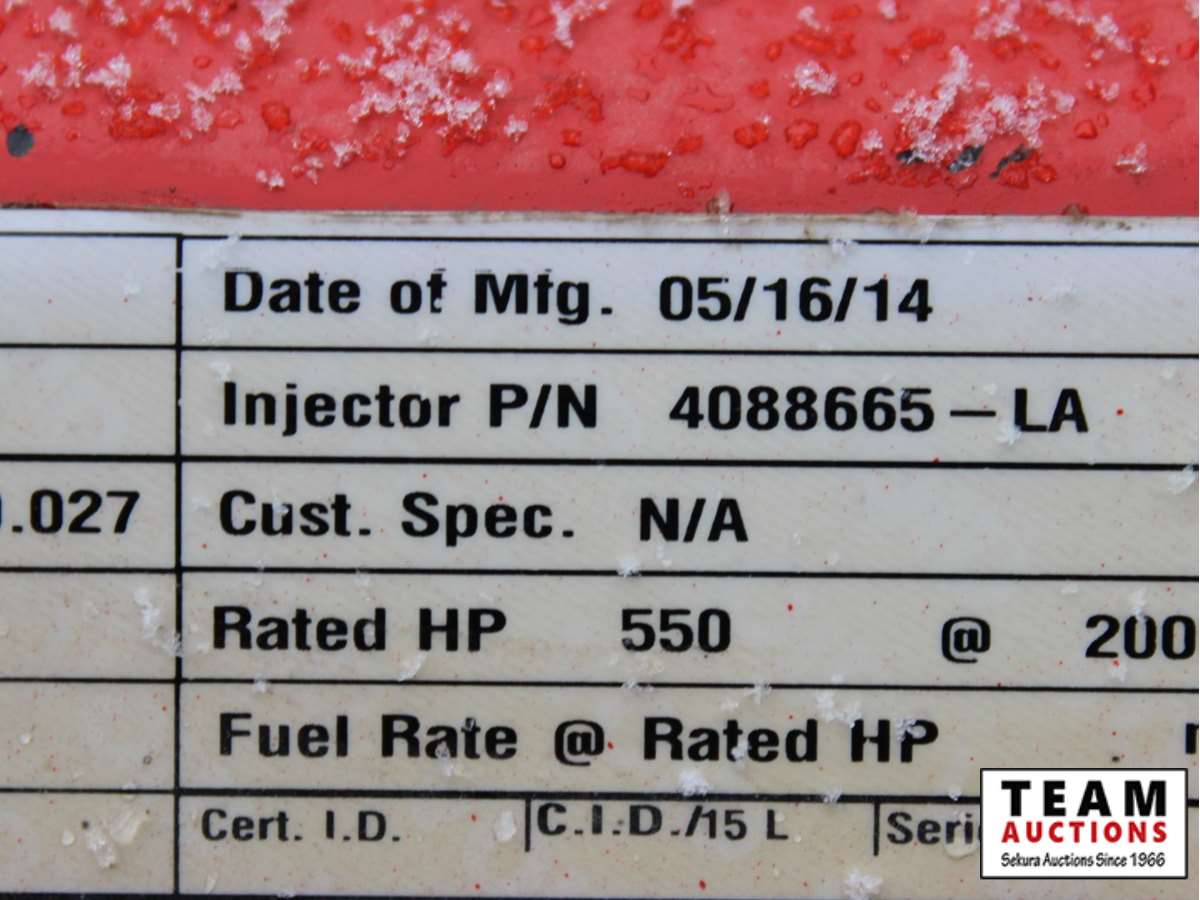 Date of Mfg. 05/16/14
Injector P/N 4088665-LA
.027 Cust. Spec. N/A
Rated HP 550 @ 200
Fuel Rate @ Rated HP
Cert. I.D. C.I.D./15 L
TEAM
AUCTIONS
Sekura Auctions Since 1966